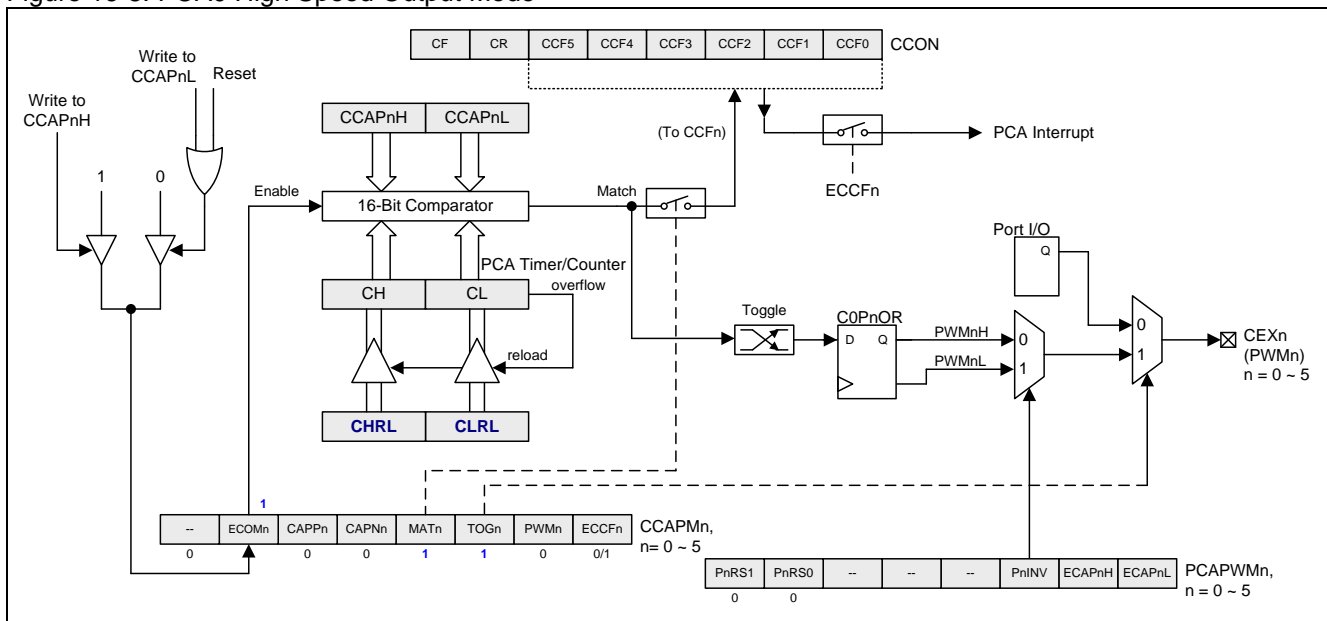 Figure High Speed Output Mode
CF CR CCF5 CCF4 CCF3 CCF2 CCF1 CCF0 CCON
Write to
CCAPnL
Reset
Write to
CCAPnH
CCAPnH CCAPnL
(To CCFn)
PCA Interrupt
ECCFn
1 0
Enable
16-Bit Comparator
Match
PCA Timer/Counter
overflow
CH CL
reload
CHRL CLRL
Toggle
C0PnOR
D Q
PWMnH
PWMnL
Port I/O
Q
0
1
0
1
CEXn
(PWMn)
n = 0 ~ 5
1
-- ECOMn CAPPn CAPNn MATn TOGn PWMn ECCFn
CCAPMn,
n= 0 ~ 5
0 0 0 1 1 0 0/1
PnRS1 PnRS0 -- -- -- PnINV ECAPnH ECAPnL
PCAPWMn,
n = 0 ~ 5
0 0